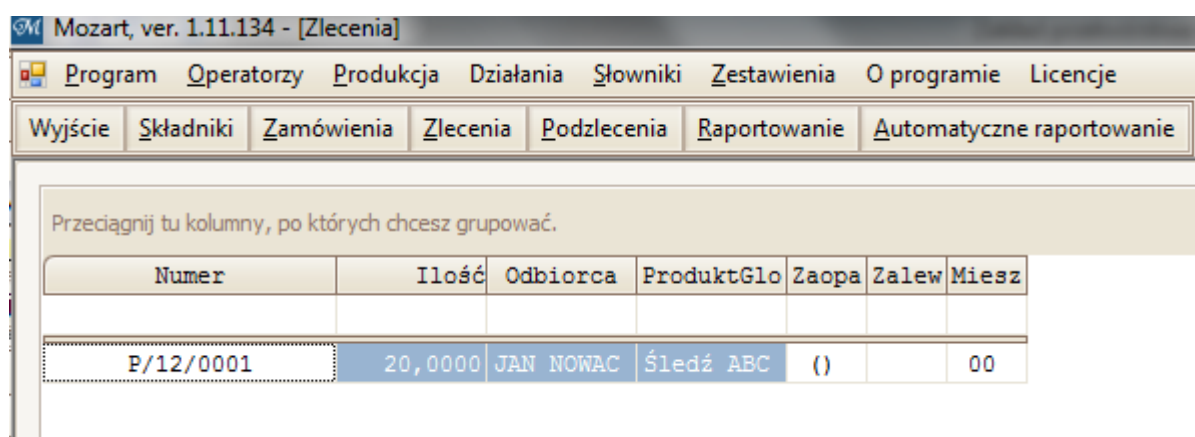 Mozart, ver. 1.11.134 - [Zlecenia]
Program Operatorzy Produkcja Działania Słowniki Zestawienia O programie Licencje
Wyjście Składniki Zamówienia Zlecenia Podzlecenia Raportowanie Automatyczne raportowanie
Przeciągnij tu kolumny, po których chcesz grupować.
Numer Ilość Odbiorca ProduktGlo Zaopa Zalew Miesz
P/12/0001 20,0000 JAN NOWAC Śledź ABC () 00